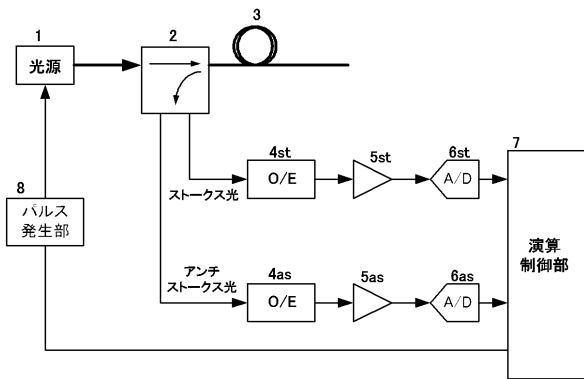 1
光源
2
3
4st
O/E
5st
6st
A/D
7
ストークス光
8
パルス
発生部
演算
制御部
アンチ
ストークス光
4as
O/E
5as
6as
A/D